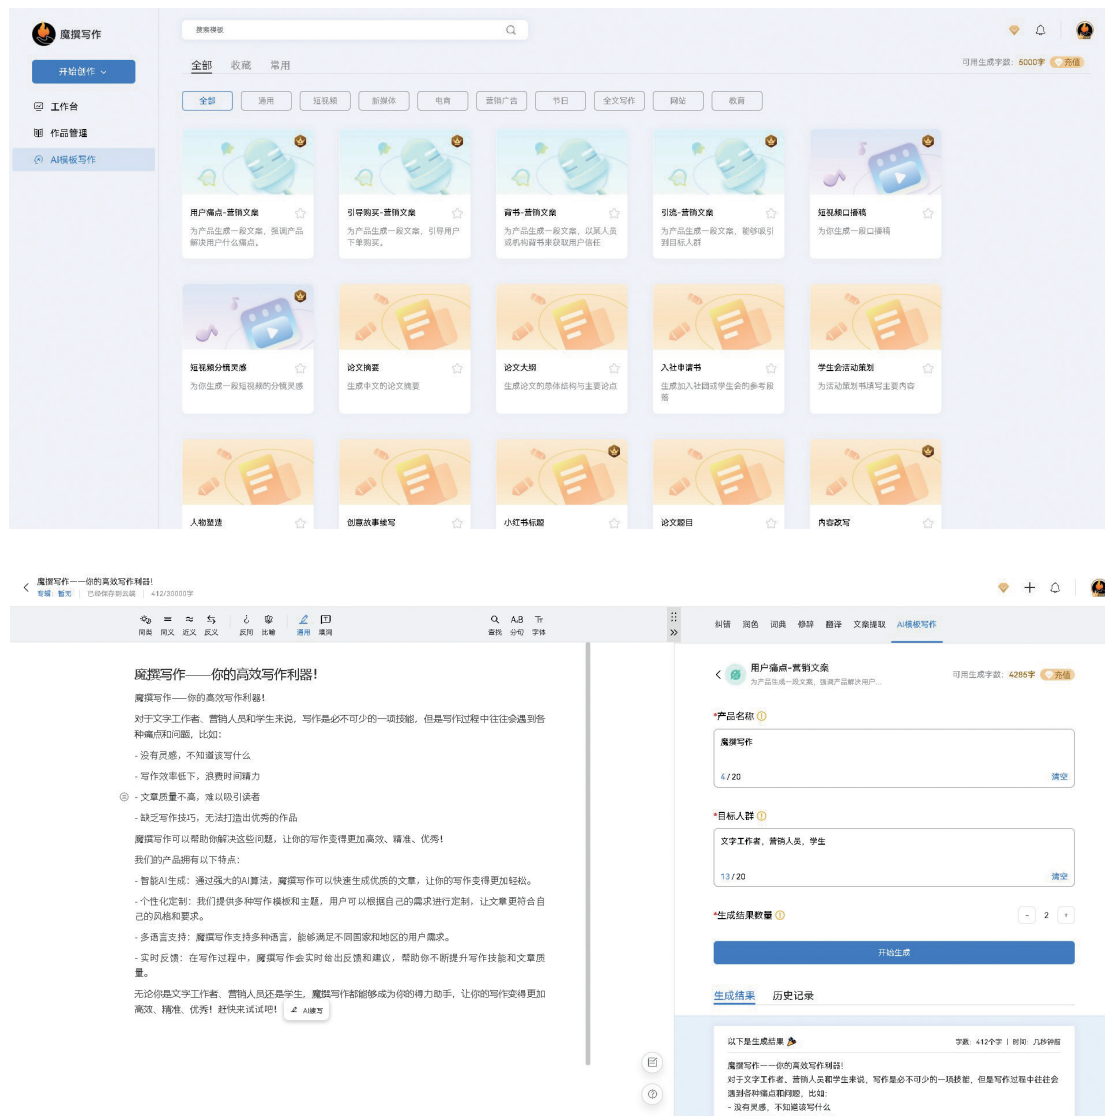 魔撰写作
搜索模板
开始创作
工作台
作品管理
AI模板写作
全部 收藏 常用
可用生成字数：5000字 充值
全部 通用 短视频 新媒体 电商 营销广告 节日 全文写作 网站 教育
用户痛点-营销文案
为产品生成一段文案，强调产品
解决用户什么痛点。
引导购买-营销文案
为产品生成一段文案，引导用户
下单购买。
背书-营销文案
为产品生成一段文案，以某人员
或机构背书来获取用户信任
引流-营销文案
为产品生成一段文案，能够吸引
到目标人群
短视频口播稿
为你生成一段口播稿
短视频分镜灵感
为你生成一段短视频的分镜灵感
论文摘要
生成中文的论文摘要
论文大纲
生成论文的总体结构与主要论点
入社申请书
生成加入社团或学生会的参考段
落
学生会活动策划
为活动策划书填写主要内容
人物塑造
创意故事续写
小红书标题
论文题目
内容改写
魔撰写作——你的高效写作利器!
专辑：暂无 已经保存到云端 412/30000字
同类 同义 近义 反义 反问 比喻 通用 填词
查找 分句 字体
魔撰写作——你的高效写作利器！
魔撰写作——你的高效写作利器！
对于文字工作者、营销人员和学生来说，写作是必不可少的一项技能，但是写作过程中往往会遇到各
种痛点和问题，比如：
- 没有灵感，不知道该写什么
- 写作效率低下，浪费时间精力
- 文章质量不高，难以吸引读者
- 缺乏写作技巧，无法打造出优秀的作品
魔撰写作可以帮助你解决这些问题，让你的写作变得更加高效、精准、优秀！
我们的产品拥有以下特点：
- 智能AI生成：通过强大的AI算法，魔撰写作可以快速生成优质的文章，让你的写作变得更加轻松。
- 个性化定制：我们提供多种写作模板和主题，用户可以根据自己的需求进行定制，让文章更符合自
己的风格和要求。
- 多语言支持：魔撰写作支持多种语言，能够满足不同国家和地区的用户需求。
- 实时反馈：在写作过程中，魔撰写作会实时给出反馈和建议，帮助你不断提升写作技能和文章质
量。
无论你是文字工作者、营销人员还是学生，魔撰写作都能够成为你的得力助手，让你的写作变得更加
高效、精准、优秀！赶快来试试吧！
AI续写
纠错 润色 词典 修辞 翻译 文案提取 AI模板写作
用户痛点-营销文案
为产品生成一段文案，强调产品解决用户...
可用生成字数：4285字 充值
*产品名称
魔撰写作
4/20 清空
*目标人群
文字工作者，营销人员，学生
13/20 清空
*生成结果数量 - 2 +
开始生成
生成结果 历史记录
以下是生成结果
字数：412个字 | 时间：几秒钟前
魔撰写作——你的高效写作利器!
对于文字工作者、营销人员和学生来说，写作是必不可少的一项技能，但是写作过程中往往会
遇到各种痛点和问题，比如:
- 没有灵感，不知道该写什么